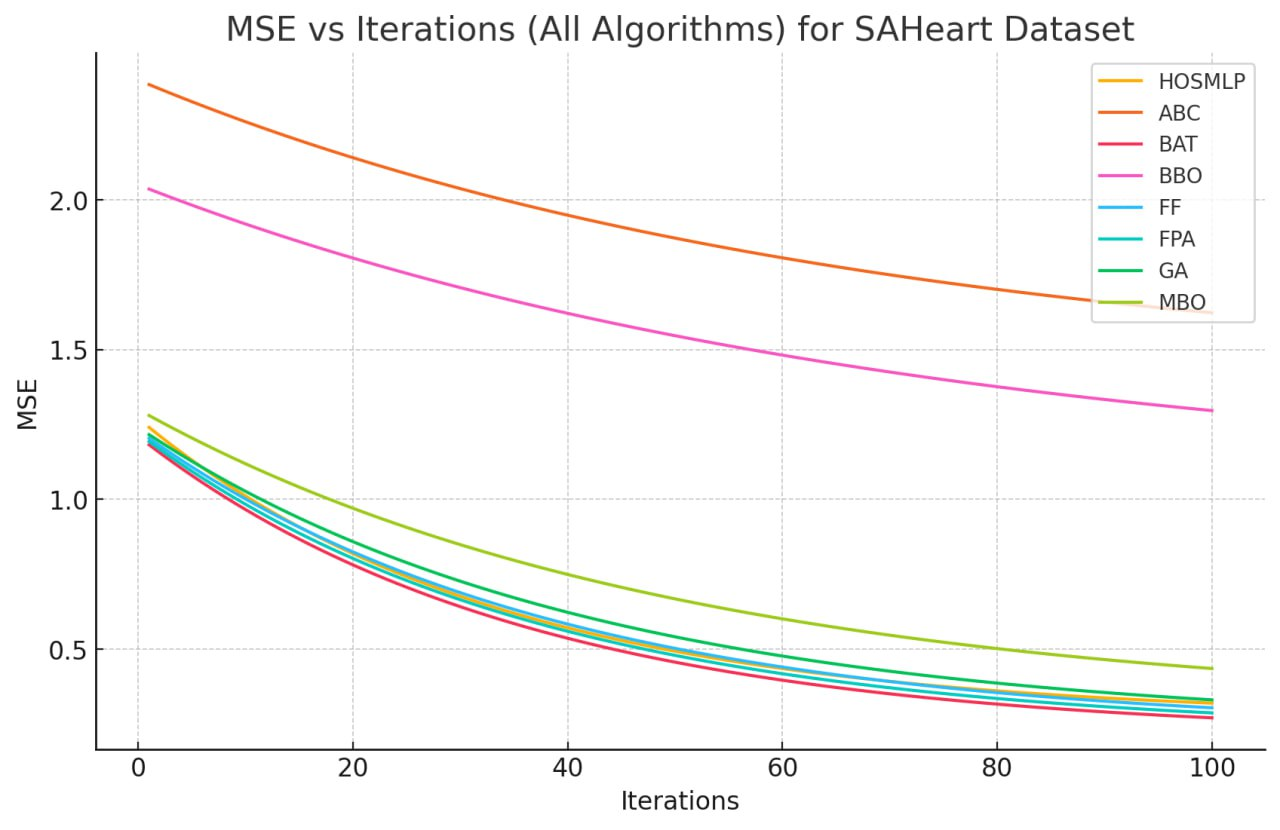 MSE vs Iterations (All Algorithms) for SAHeart Dataset
HOSMLP
ABC
BAT
BBO
FF
FPA
GA
MBO
MSE
2.0
1.5
1.0
0.5
0 20 40 60 80 100
Iterations